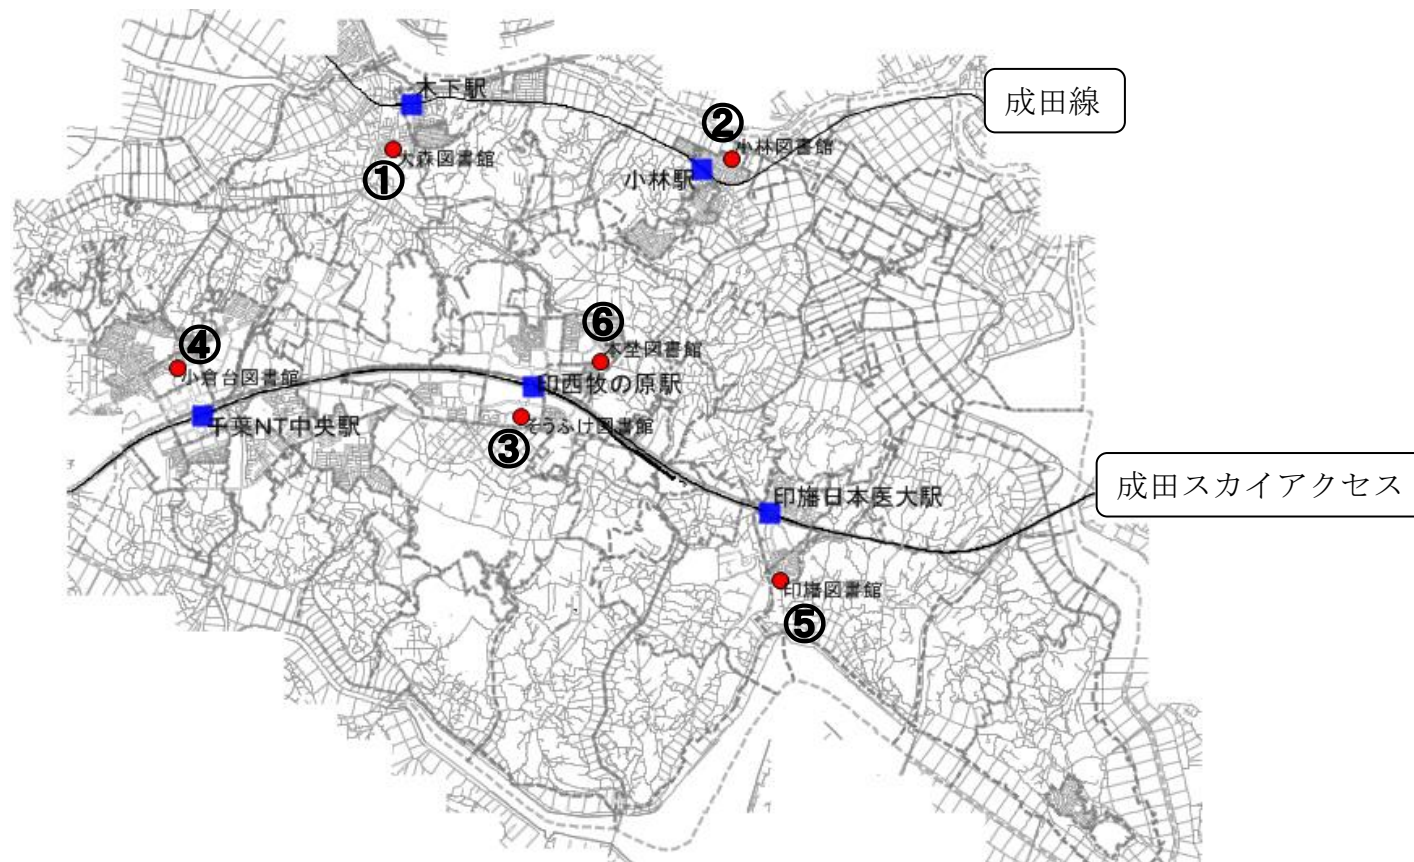 木下駅
成田線
②
小林図書館
大森図書館
①
小林駅
⑥
本埜図書館
④
小倉台図書館
印西牧の原駅
千葉NT中央駅
そうふけ図書館
③
成田スカイアクセス
印旛日本医大駅
印旛図書館
⑤